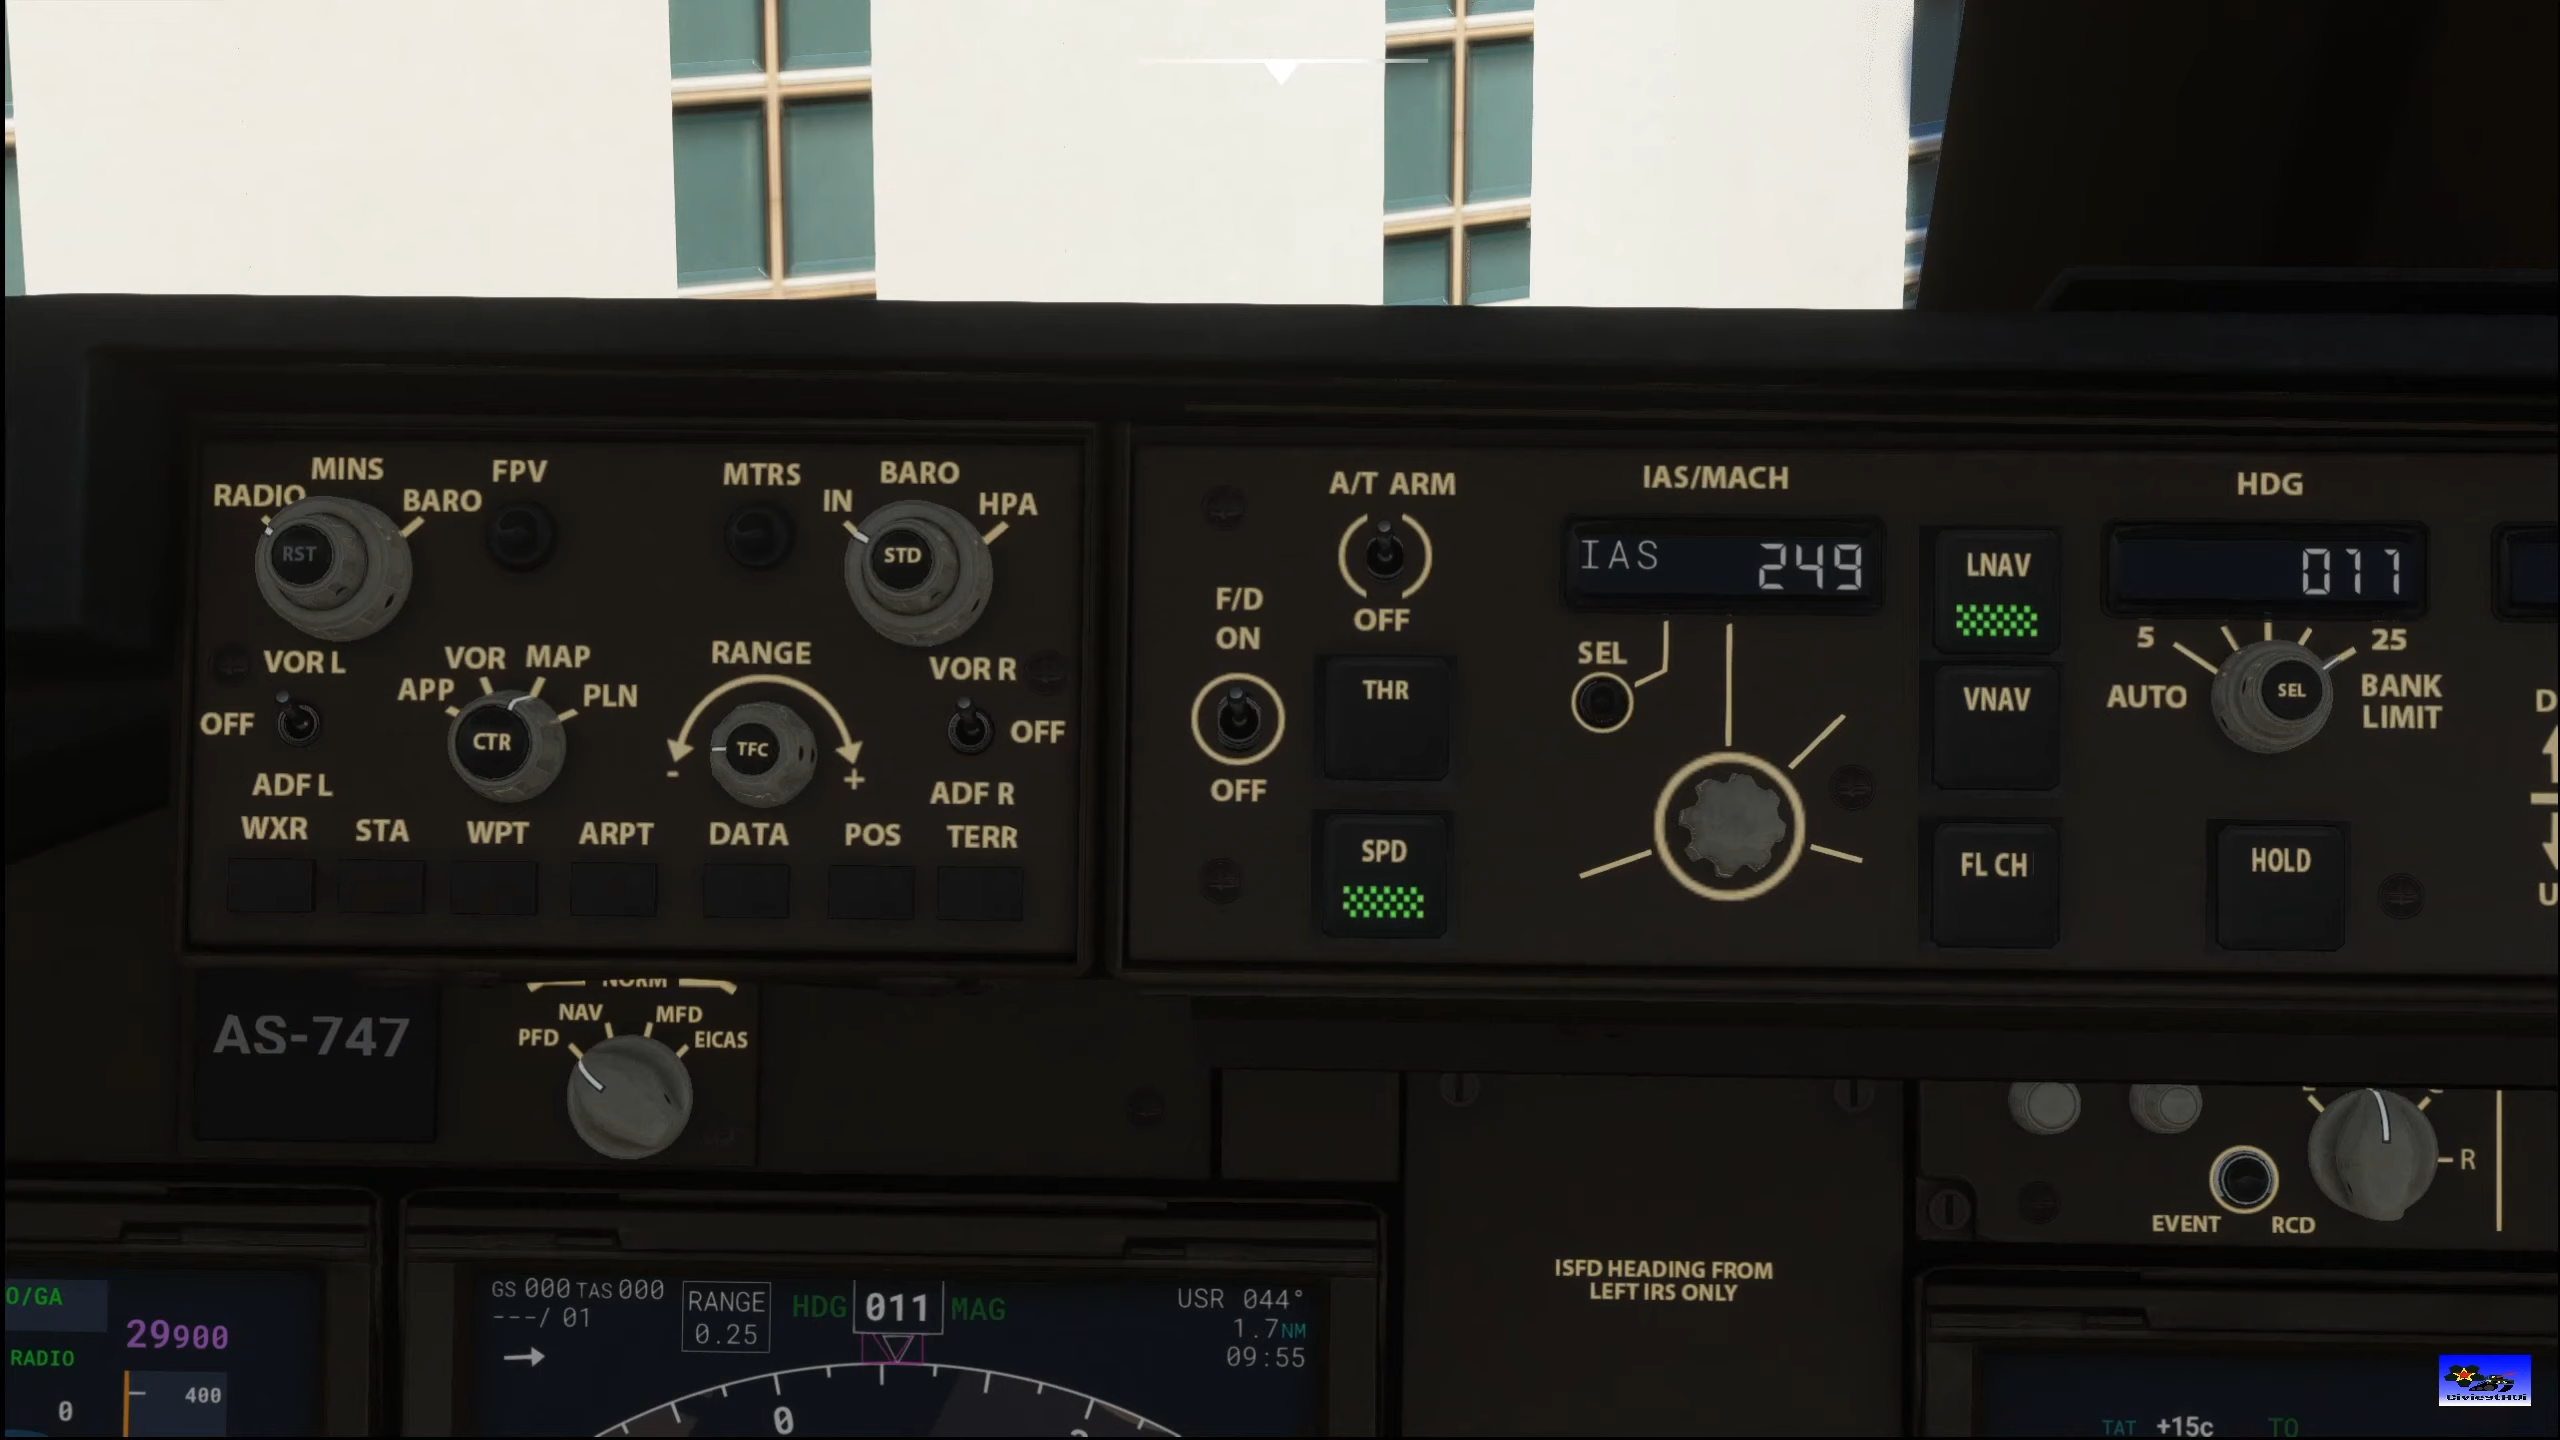 MINS
FPV
MTRS
BARO
RADIO
BARO
IN
HPA
RST
STD
VOR L
VOR
MAP
RANGE
VOR R
APP
PLN
OFF
CTR
TFC
OFF
-
+
ADF L
ADF R
WXR
STA
WPT
ARPT
DATA
POS
TERR
A/T ARM
OFF
F/D
ON
OFF
THR
SPD
IAS/MACH
IAS 249
SEL
LNAV
VNAV
FL CH
HDG
011
5
25
AUTO
SEL
BANK
LIMIT
HOLD
D
U
AS-747
NORM
NAV
MFD
PFD
EICAS
R
EVENT
RCD
ISFD HEADING FROM
LEFT IRS ONLY
O/GA
29900
RADIO
400
0
GS 000 TAS 000
---/ 01
RANGE
0.25
HDG 011 MAG
USR 044°
1.7NM
09:55
0
TAT +15c TO